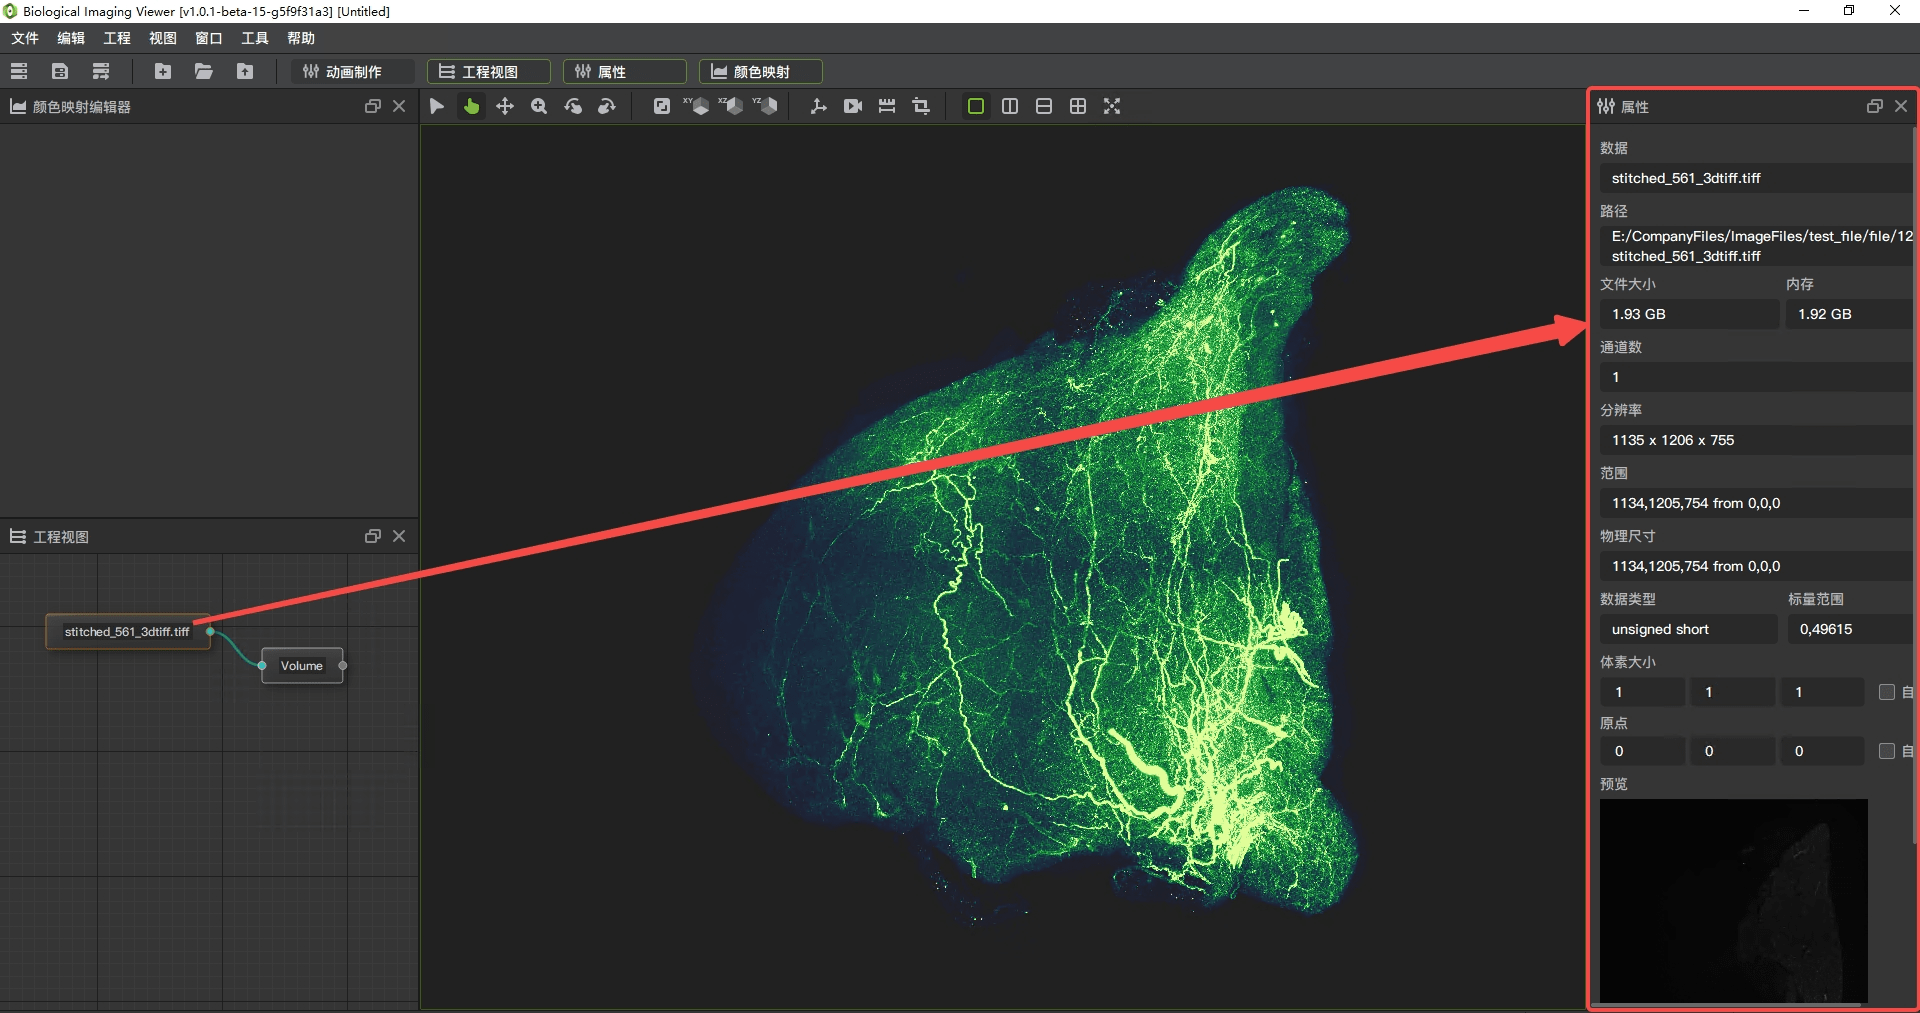 Biological Imaging Viewer [v1.0.1-beta-15-g5f9f31a3] [Untitled]
文件 编辑 工程 视图 窗口 工具 帮助
动画制作 工程视图 属性 颜色映射
颜色映射编辑器
XY XZ YZ
属性
数据
stitched_561_3dtiff.tiff
路径
E:/CompanyFiles/ImageFiles/test_file/file/12
stitched_561_3dtiff.tiff
文件大小 内存
1.93 GB 1.92 GB
通道数
1
分辨率
1135 x 1206 x 755
范围
1134,1205,754 from 0,0,0
物理尺寸
1134,1205,754 from 0,0,0
数据类型 标量范围
unsigned short 0,49615
体素大小
1 1 1 自
原点
0 0 0 自
预览
工程视图
stitched_561_3dtiff.tiff
Volume